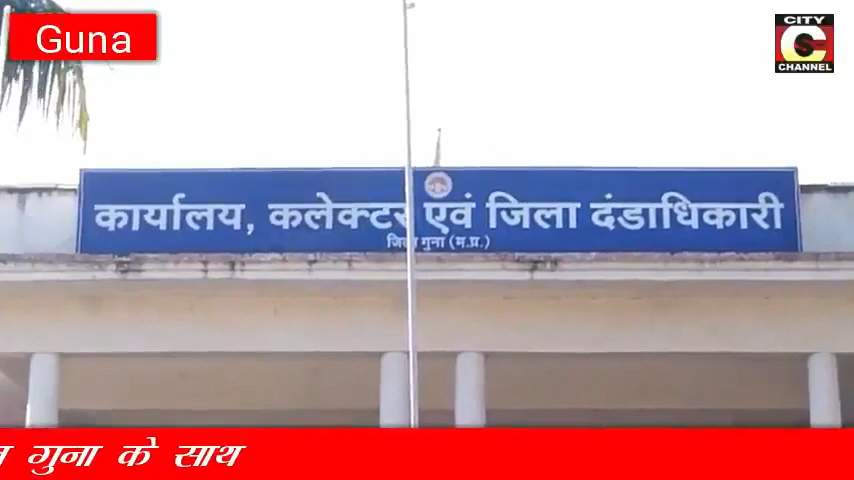 Guna
CITY
CHANNEL
कार्यालय, कलेक्टर एवं जिला दंडाधिकारी
जिला गुना (म.प्र.)
गुना के साथ